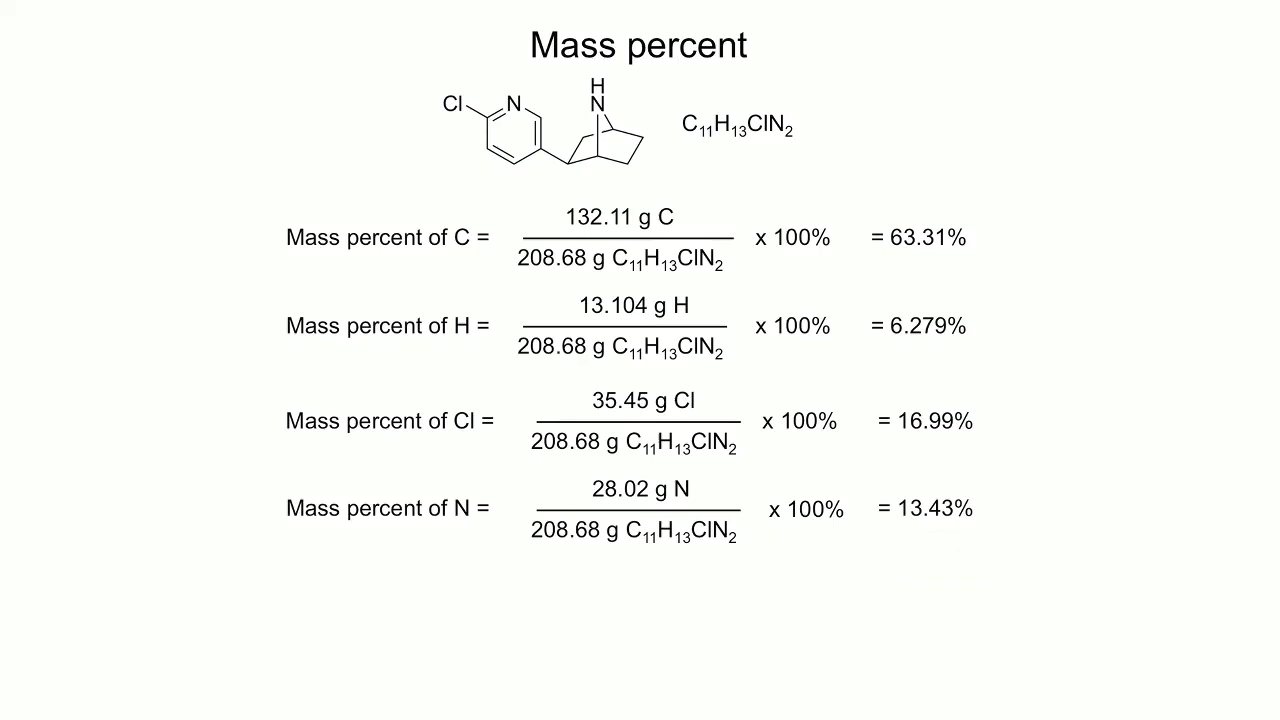 Mass percent
H
Cl N N C₁₁H₁₃ClN₂
132.11 g C
Mass percent of C = x 100% = 63.31%
208.68 g C₁₁H₁₃ClN₂
13.104 g H
Mass percent of H = x 100% = 6.279%
208.68 g C₁₁H₁₃ClN₂
35.45 g Cl
Mass percent of Cl = x 100% = 16.99%
208.68 g C₁₁H₁₃ClN₂
28.02 g N
Mass percent of N = x 100% = 13.43%
208.68 g C₁₁H₁₃ClN₂